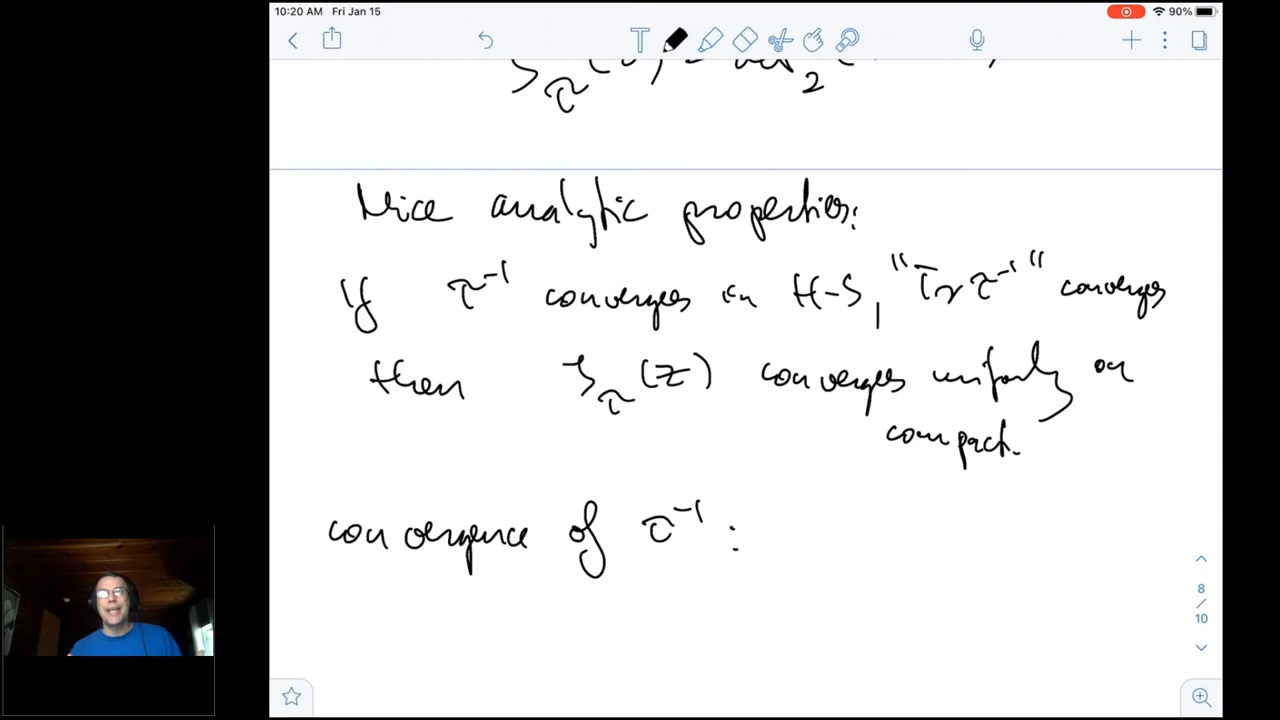 10:20 AM Fri Jan 15
90%
T
Nice analytic properties:
If τ⁻¹ converges in H-S, "Tr τ⁻¹" converges
then ζ_τ(z) converges uniformly on
compact.
convergence of τ⁻¹ :
8
/
10